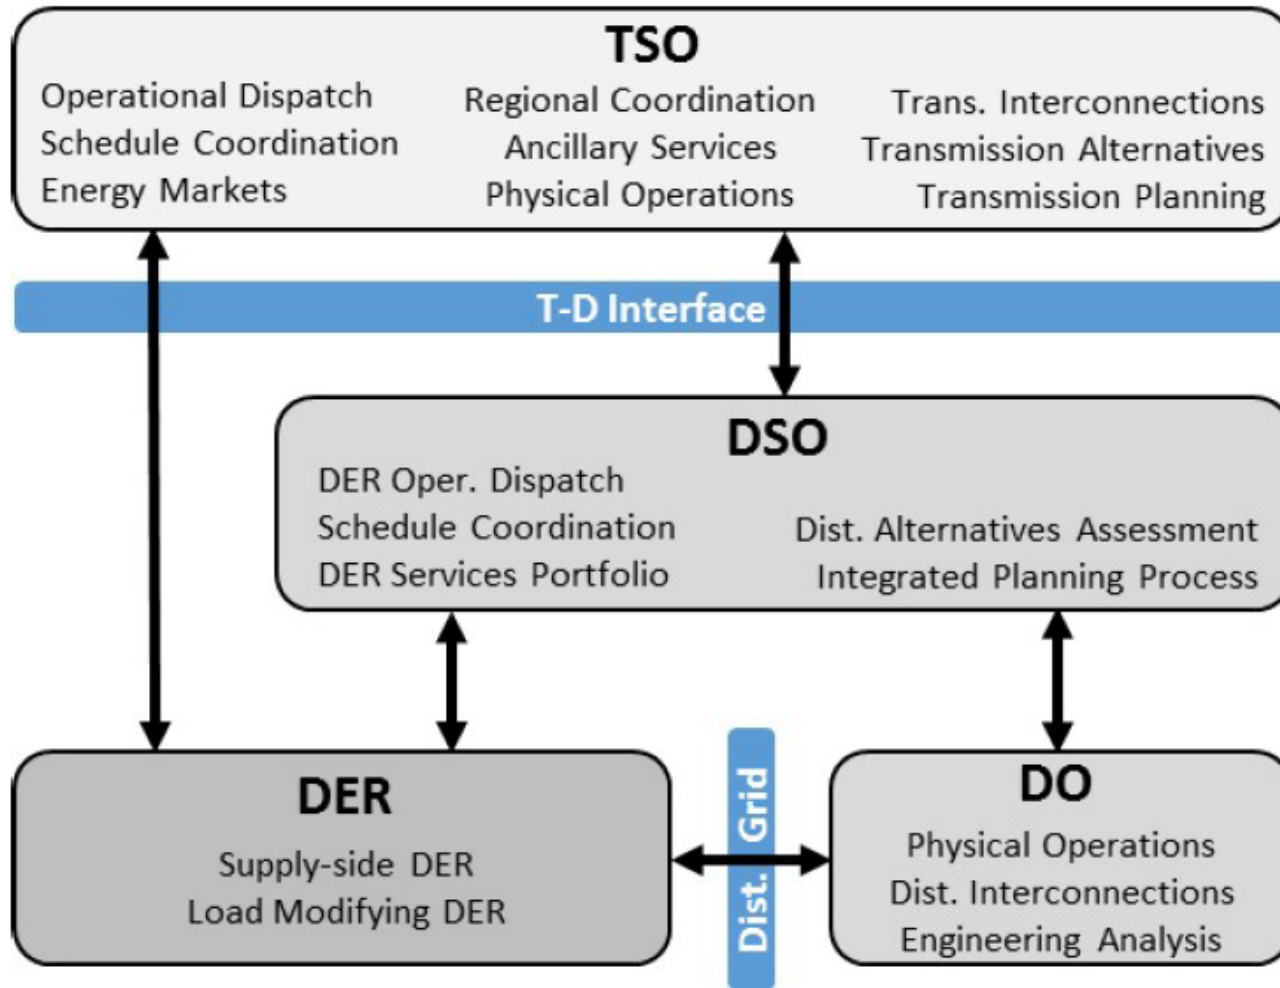 TSO
Operational Dispatch
Schedule Coordination
Energy Markets
Regional Coordination
Ancillary Services
Physical Operations
Trans. Interconnections
Transmission Alternatives
Transmission Planning
T-D Interface
DSO
DER Oper. Dispatch
Schedule Coordination
DER Services Portfolio
Dist. Alternatives Assessment
Integrated Planning Process
DER
Supply-side DER
Load Modifying DER
Dist. Grid
DO
Physical Operations
Dist. Interconnections
Engineering Analysis